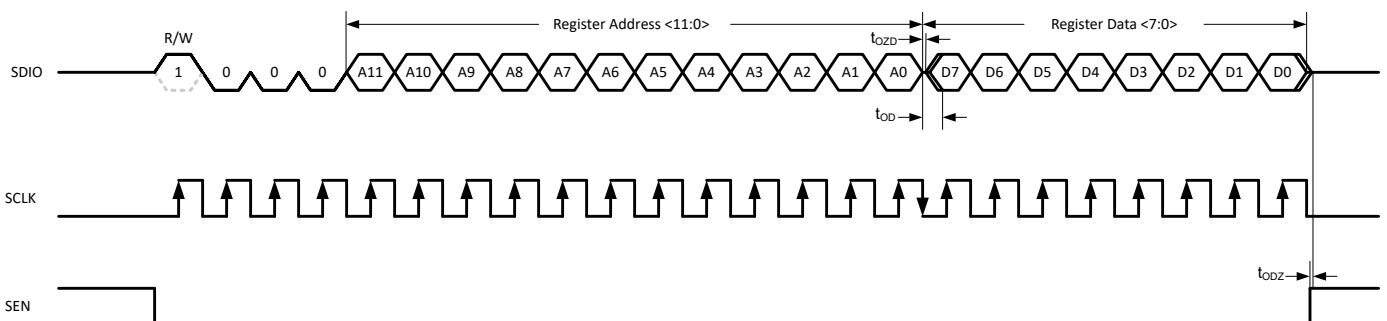 Register Address <11:0> Register Data <7:0>
R/W
tOZD
SDIO 1 0 0 0 A11 A10 A9 A8 A7 A6 A5 A4 A3 A2 A1 A0 D7 D6 D5 D4 D3 D2 D1 D0
tOD
SCLK
tODZ
SEN